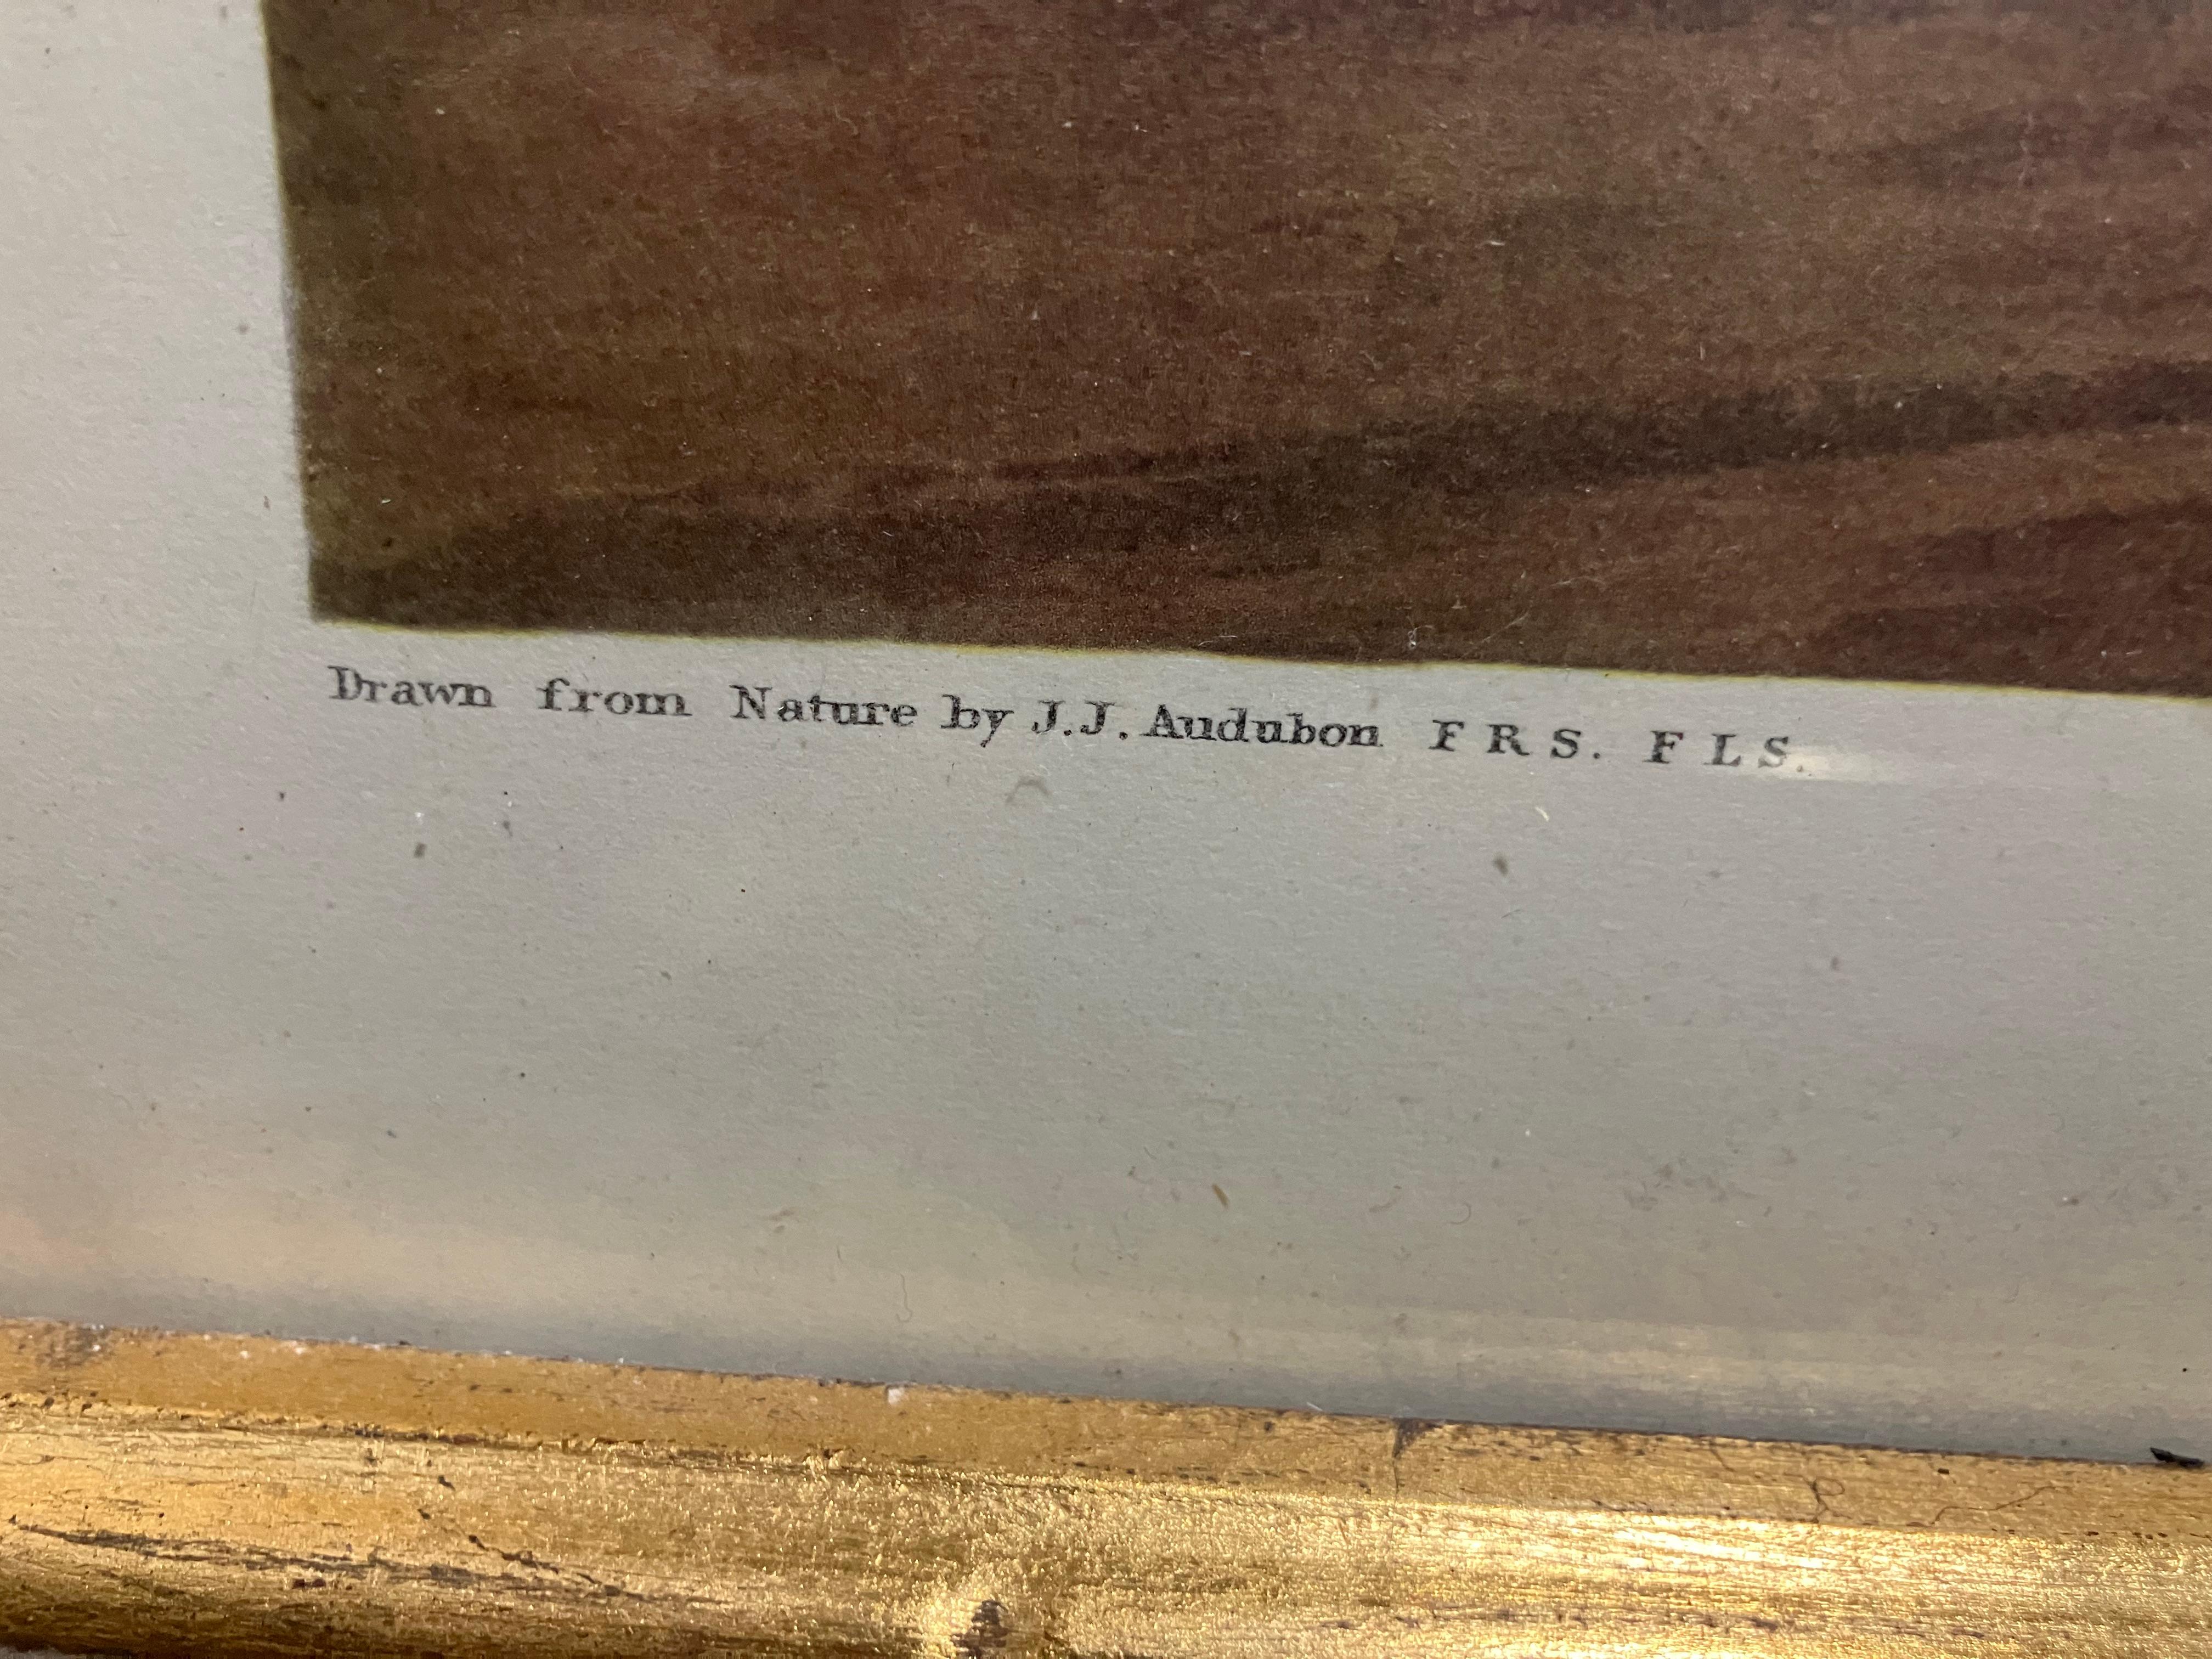 Drawn from Nature by J.J. Audubon F R S. F L S.